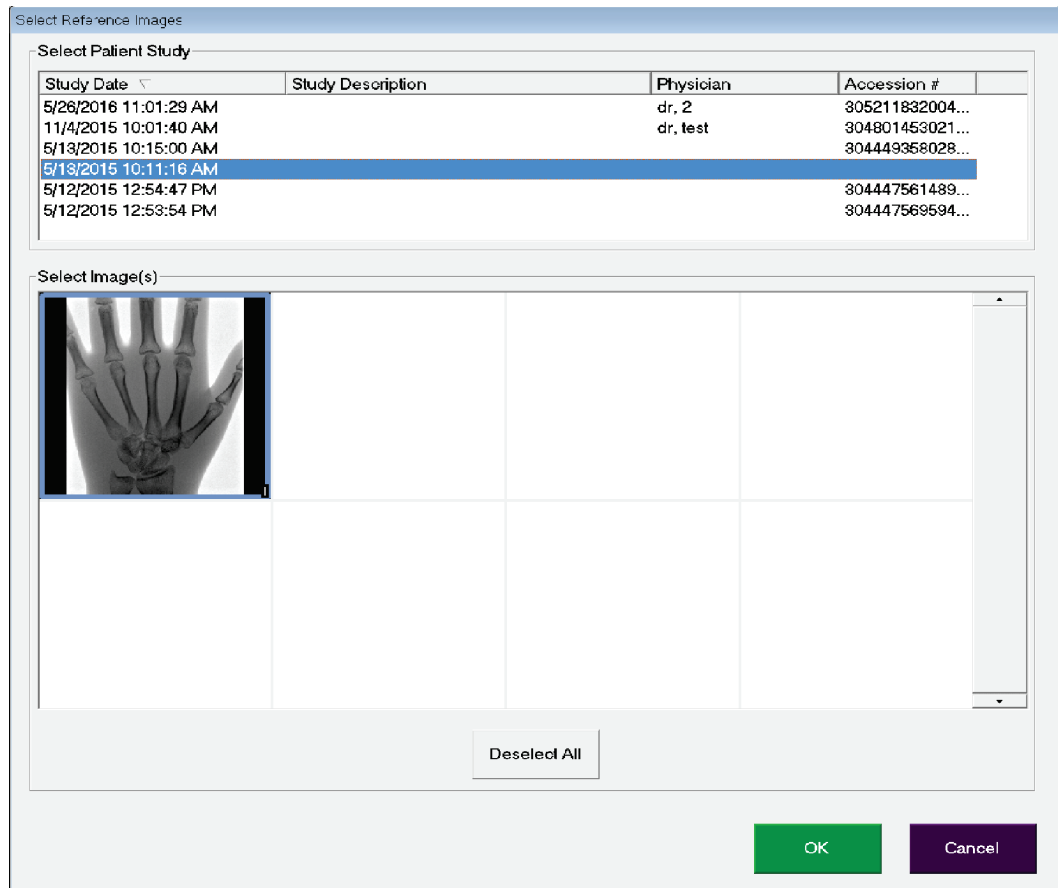 Select Reference Images
Select Patient Study
Study Date Study Description Physician Accession #
5/26/2016 11:01:29 AM dr, 2 305211832004...
11/4/2015 10:01:40 AM dr, test 304801453021...
5/13/2015 10:15:00 AM 304449358028...
5/13/2015 10:11:16 AM
5/12/2015 12:54:47 PM 304447561489...
5/12/2015 12:53:54 PM 304447569594...
Select Image(s)
Deselect All
OK Cancel